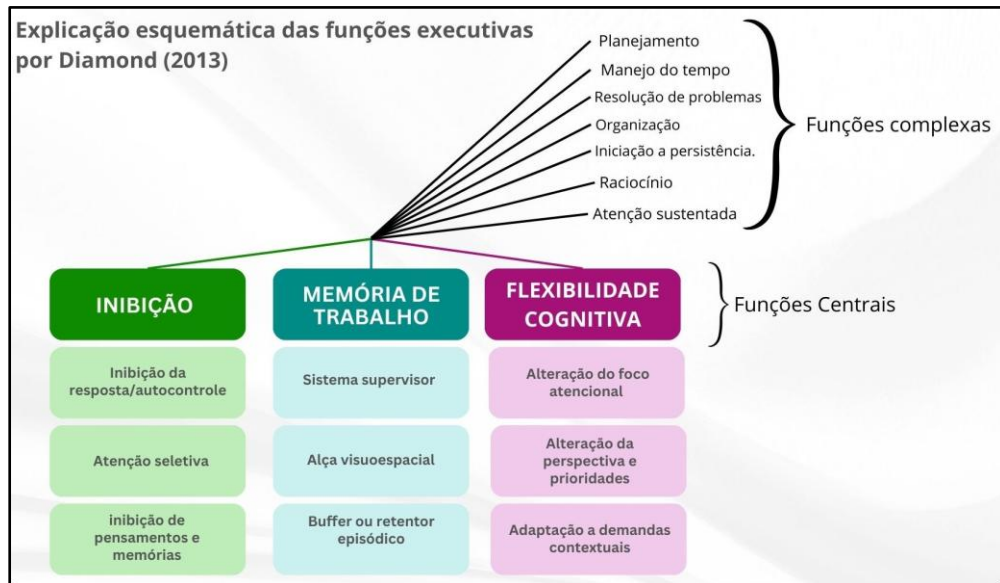 Explicação esquemática das funções executivas
por Diamond (2013)
Planejamento
Manejo do tempo
Resolução de problemas
Organização
Iniciação a persistência.
Raciocínio
Atenção sustentada
Funções complexas
INIBIÇÃO
MEMÓRIA DE
TRABALHO
FLEXIBILIDADE
COGNITIVA
Funções Centrais
Inibição da
resposta/autocontrole
Sistema supervisor
Alteração do foco
atencional
Atenção seletiva
Alça visuoespacial
Alteração da
perspectiva e
prioridades
inibição de
pensamentos e
memórias
Buffer ou retentor
episódico
Adaptação a demandas
contextuais